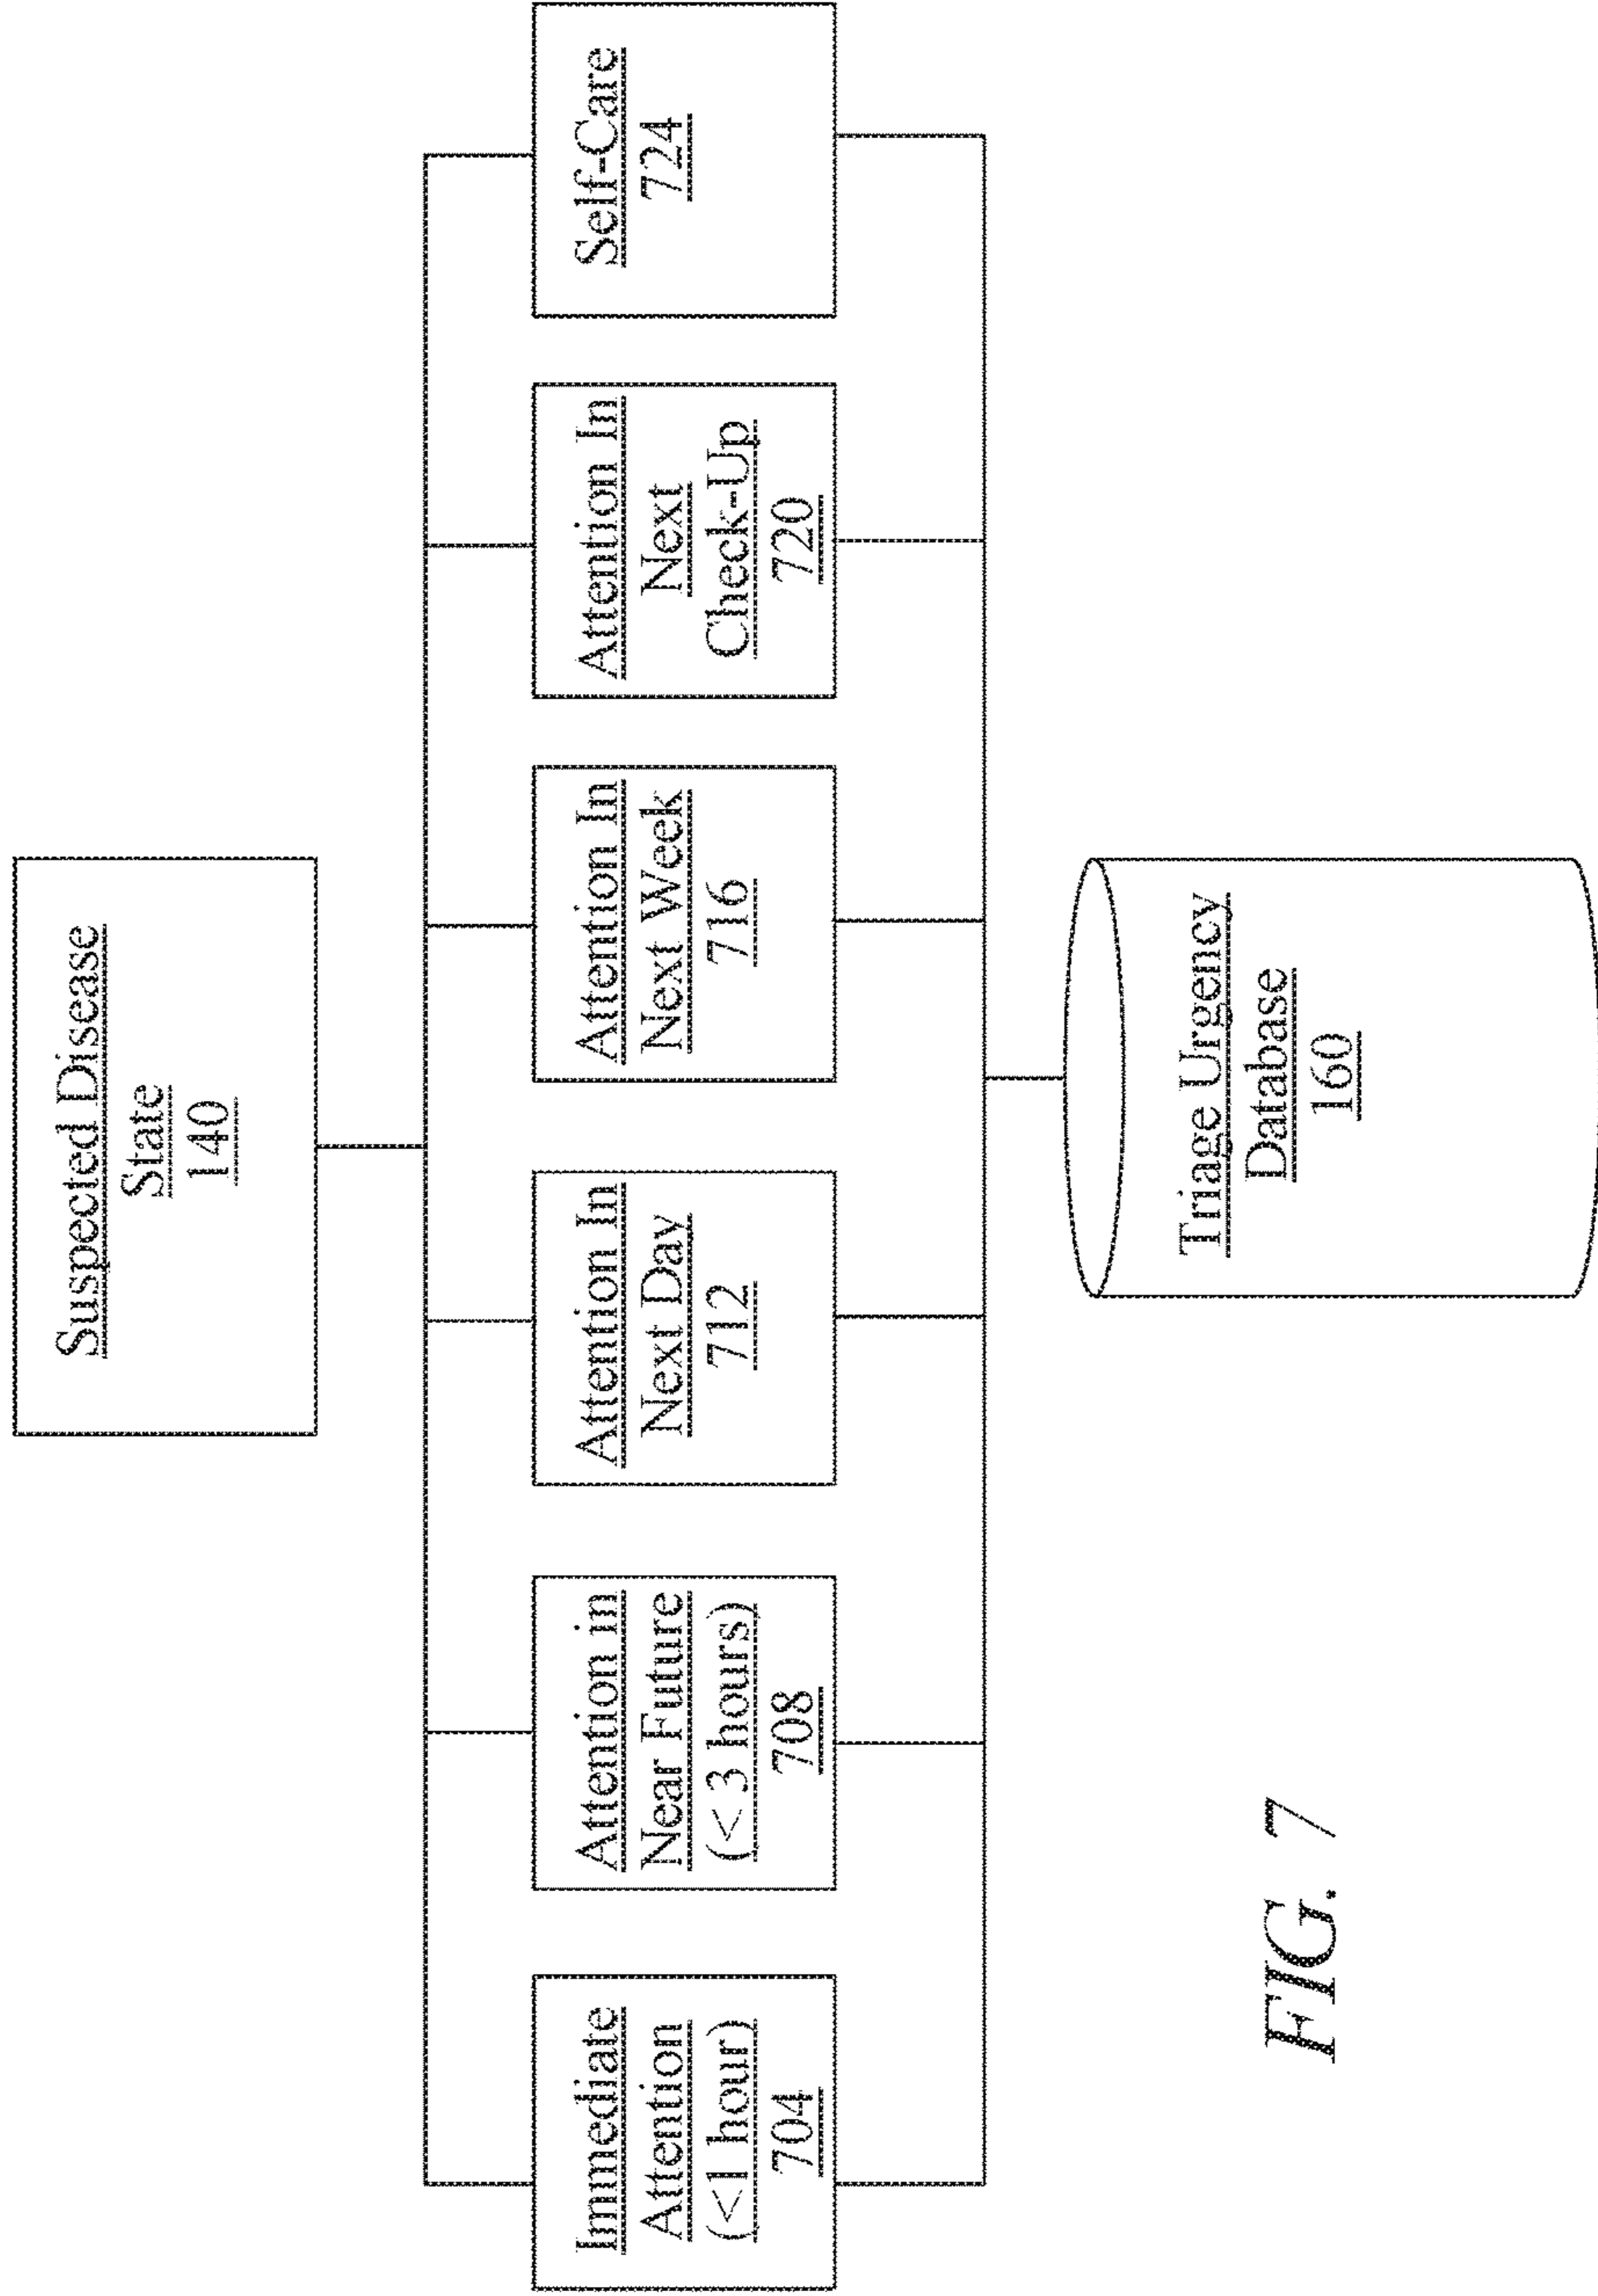 Suspected Disease
State
140
Immediate
Attention
(<1 hour)
704
Attention in
Near Future
(< 3 hours)
708
Attention In
Next Day
712
Attention In
Next Week
716
Attention In
Next
Check-Up
720
Self-Care
724
Triage Urgency
Database
160
FIG. 7